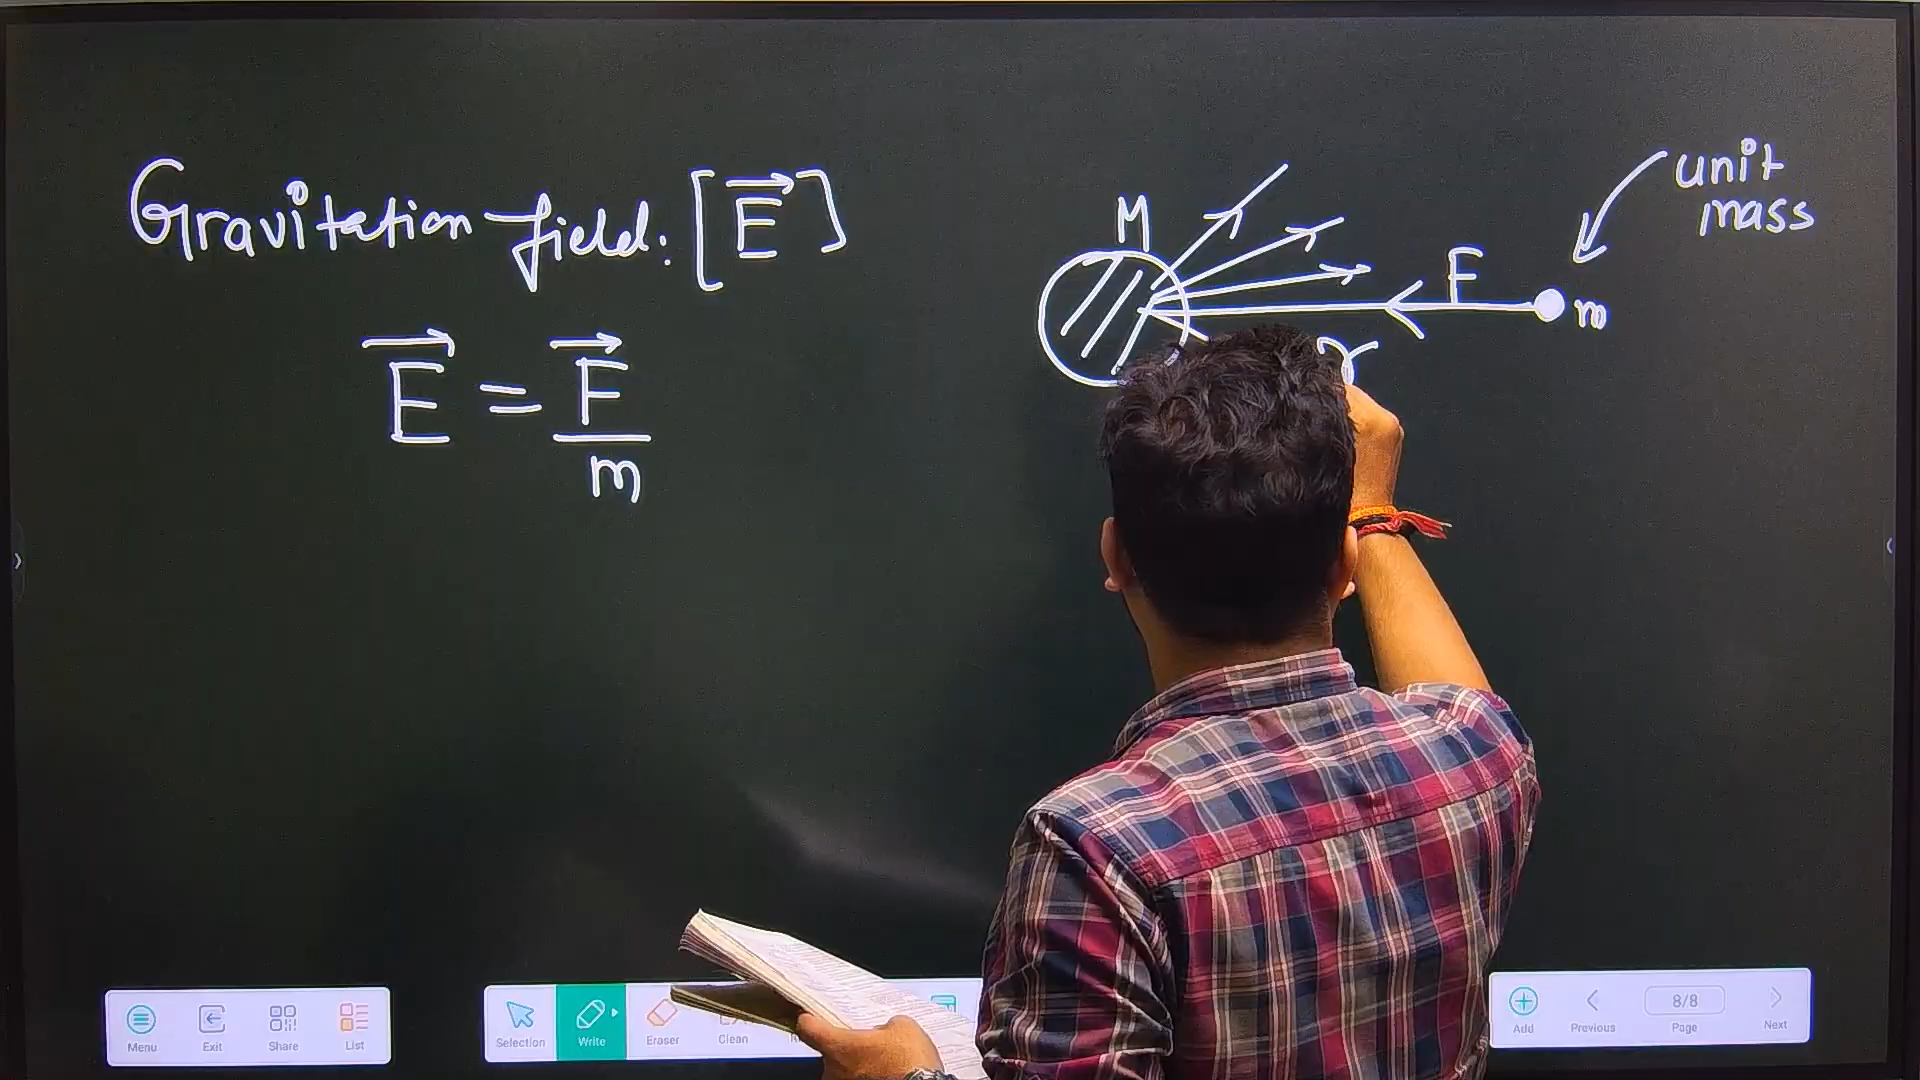 Gravitation field: [E]
E = F
m
unit
mass
M
F
m
r
Menu
Exit
Share
List
Selection
Write
Eraser
Clean
Add
Previous
8/8
Page
Next